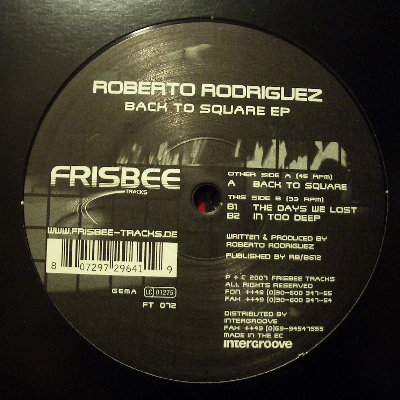 ROBERTO RODRIGUEZ
BACK TO SQUARE EP
FRISBEE
TRACKS
WWW.FRISBEE-TRACKS.DE
8 07297 29641 9
GEMA LC 01275
FT 072
OTHER SIDE A (45 RPM)
A BACK TO SQUARE
THIS SIDE B (33 RPM)
B1 THE DAYS WE LOST
B2 IN TOO DEEP
WRITTEN & PRODUCED BY
ROBERTO RODRIGUEZ
PUBLISHED BY RB/BG12
P + C 2007 FRISBEE TRACKS
ALL RIGHTS RESERVED
FON ++49 (0)30-600 347-55
FAX ++49 (0)30-600 347-54
DISTRIBUTED BY
INTERGROOVE
FAX ++49 (0)69-94547555
MADE IN THE EC
intergroove